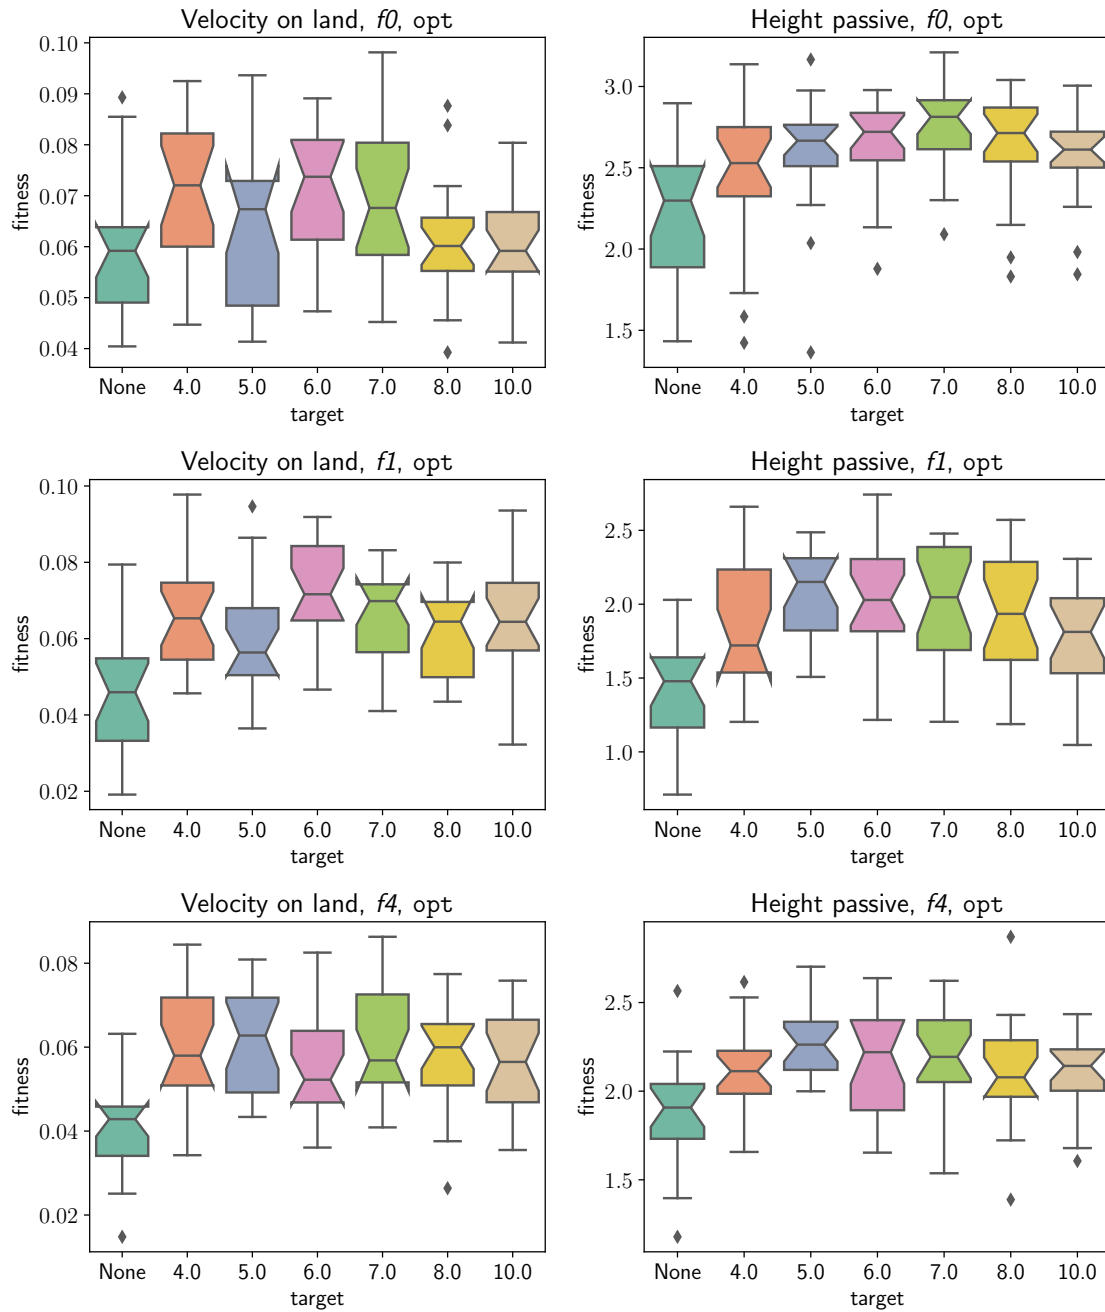 Velocity on land, f0, opt
0.10
0.09
0.08
0.07
0.06
0.05
0.04
fitness
None 4.0 5.0 6.0 7.0 8.0 10.0
target
Height passive, f0, opt
3.0
2.5
2.0
1.5
fitness
None 4.0 5.0 6.0 7.0 8.0 10.0
target
Velocity on land, f1, opt
0.10
0.08
0.06
0.04
0.02
fitness
None 4.0 5.0 6.0 7.0 8.0 10.0
target
Height passive, f1, opt
2.5
2.0
1.5
1.0
fitness
None 4.0 5.0 6.0 7.0 8.0 10.0
target
Velocity on land, f4, opt
0.08
0.06
0.04
0.02
fitness
None 4.0 5.0 6.0 7.0 8.0 10.0
target
Height passive, f4, opt
2.5
2.0
1.5
fitness
None 4.0 5.0 6.0 7.0 8.0 10.0
target